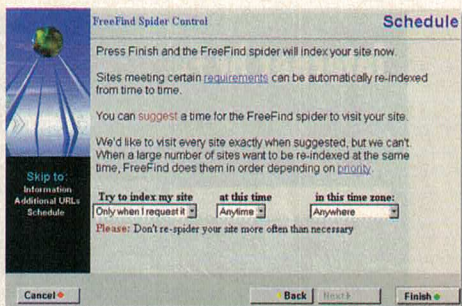 FreeFind Spider Control
Schedule
Press Finish and the FreeFind spider will index your site now.
Sites meeting certain requirements can be automatically re-indexed
from time to time.
You can suggest a time for the FreeFind spider to visit your site.
We'd like to visit every site exactly when suggested, but we can't.
When a large number of sites want to be re-indexed at the same
time, FreeFind does them in order depending on priority.
Skip to:
Information
Additional URLs
Schedule
Try to index my site at this time in this time zone:
Only when I request it Anytime Anywhere
Please: Don't re-spider your site more often than necessary
Cancel Back Next Finish